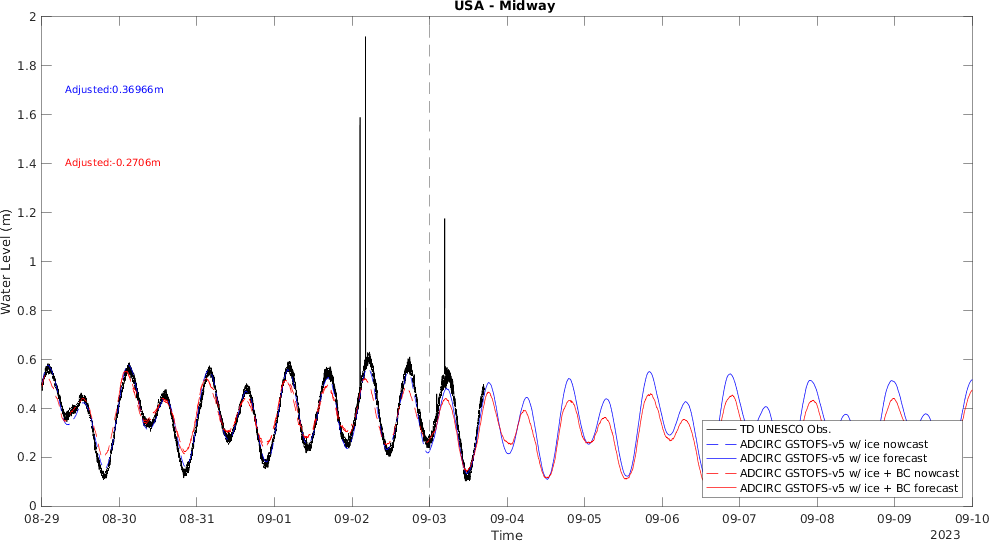 USA - Midway
2
1.8
1.6
1.4
1.2
1
0.8
0.6
0.4
0.2
0
Water Level (m)
Adjusted:0.36966m
Adjusted:-0.2706m
TD UNESCO Obs.
ADCIRC GSTOFS-v5 w/ ice nowcast
ADCIRC GSTOFS-v5 w/ ice forecast
ADCIRC GSTOFS-v5 w/ ice + BC nowcast
ADCIRC GSTOFS-v5 w/ ice + BC forecast
08-29 08-30 08-31 09-01 09-02 09-03 09-04 09-05 09-06 09-07 09-08 09-09 09-10
Time
2023